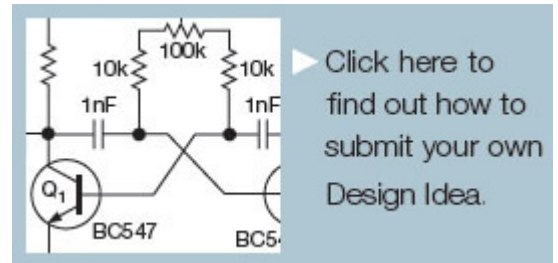 100k
10k
10k
1nF
1nF
Q1
BC547
BC54
Click here to
find out how to
submit your own
Design Idea.